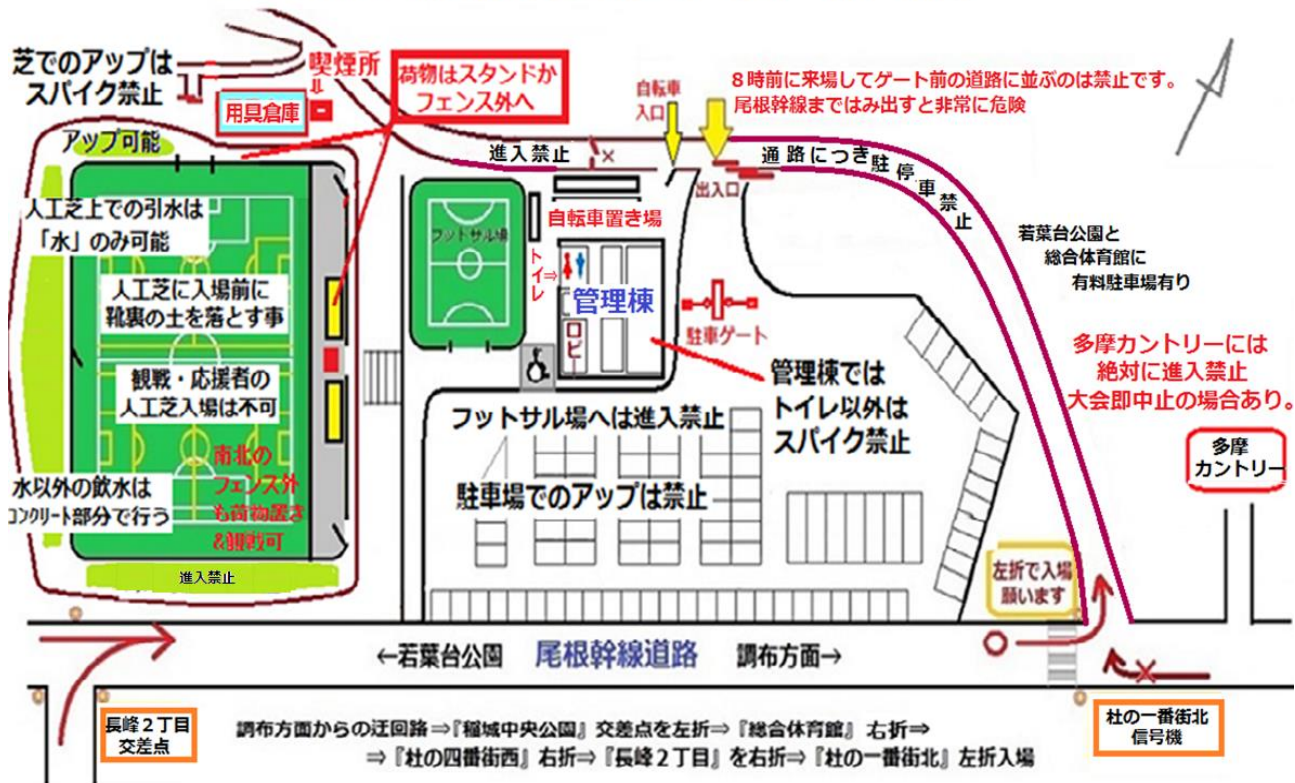 芝でのアップは
スパイク禁止
喫煙所
⇓
用具倉庫
荷物はスタンドか
フェンス外へ
自転車
入口
8時前に来場してゲート前の道路に並ぶのは禁止です。
尾根幹線まではみ出すと非常に危険
アップ可能
進入禁止
×
出入口
通路につき駐停車禁止
人工芝上での引水は
「水」のみ可能
フットサル場
自転車置き場
トイレ⇒
管理棟
ロビー
駐車ゲート
若葉台公園と
総合体育館に
有料駐車場有り
人工芝に入場前に
靴裏の土を落とす事
観戦・応援者の
人工芝入場は不可
多摩カントリーには
絶対に進入禁止
大会即中止の場合あり。
管理棟では
トイレ以外は
スパイク禁止
フットサル場へは進入禁止
多摩
カントリー
南北の
フェンス外
も荷物置き
&観戦可
水以外の飲水は
コンクリート部分で行う
駐車場でのアップは禁止
進入禁止
左折で入場
願います
←若葉台公園 尾根幹線道路 調布方面→
長峰2丁目
交差点
調布方面からの迂回路⇒『稲城中央公園』交差点を左折⇒『総合体育館』右折⇒
⇒『杜の四番街西』右折⇒『長峰2丁目』を右折⇒『杜の一番街北』左折入場
杜の一番街北
信号機